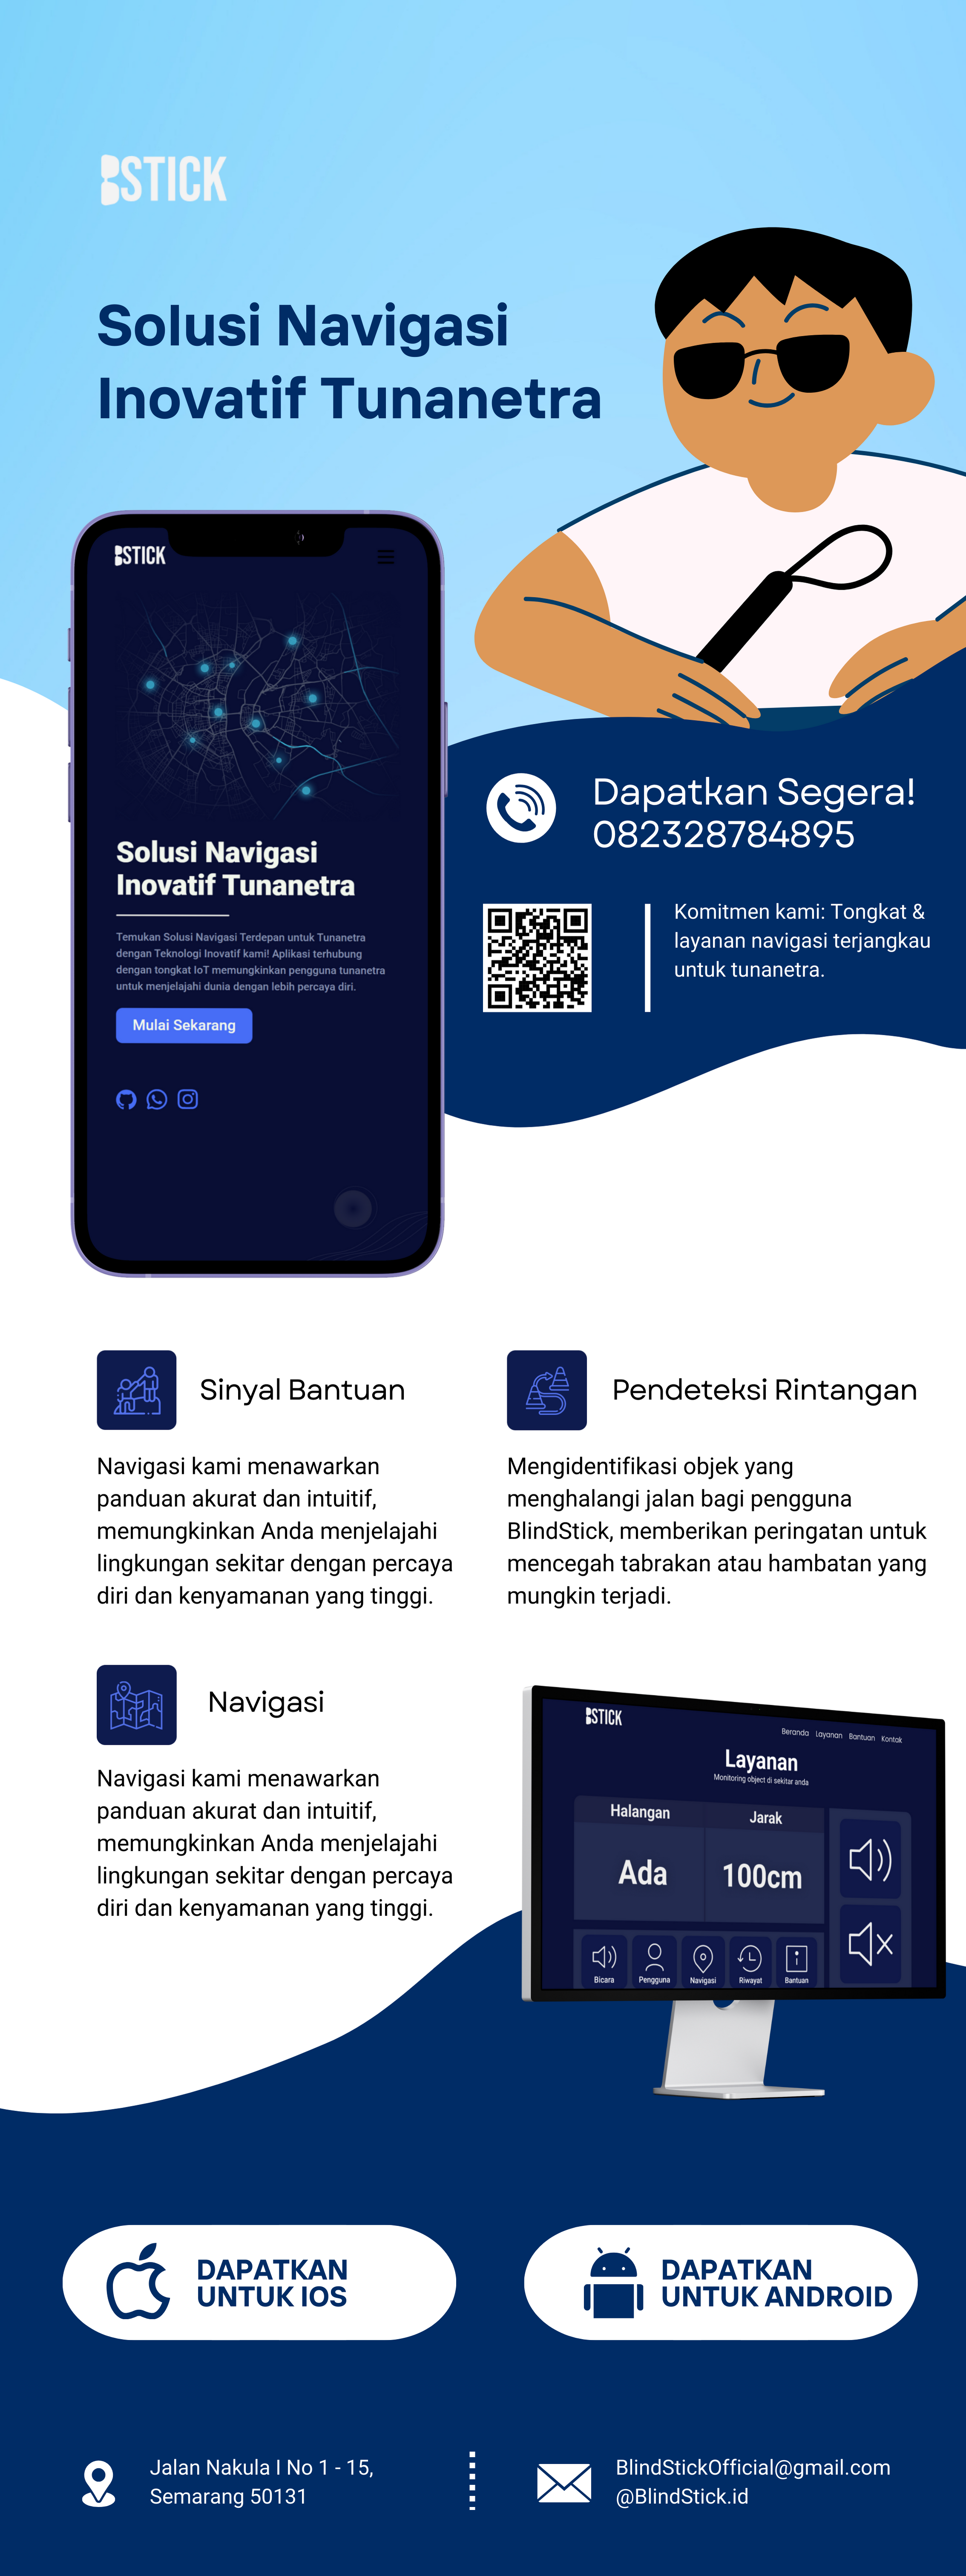 BSTICK
Solusi Navigasi
Inovatif Tunanetra
BSTICK
Solusi Navigasi
Inovatif Tunanetra
Temukan Solusi Navigasi Terdepan untuk Tunanetra
dengan Teknologi Inovatif kami! Aplikasi terhubung
dengan tongkat IoT memungkinkan pengguna tunanetra
untuk menjelajahi dunia dengan lebih percaya diri.
Mulai Sekarang
Dapatkan Segera!
082328784895
Komitmen kami: Tongkat &
layanan navigasi terjangkau
untuk tunanetra.
Sinyal Bantuan
Navigasi kami menawarkan
panduan akurat dan intuitif,
memungkinkan Anda menjelajahi
lingkungan sekitar dengan percaya
diri dan kenyamanan yang tinggi.
Pendeteksi Rintangan
Mengidentifikasi objek yang
menghalangi jalan bagi pengguna
BlindStick, memberikan peringatan untuk
mencegah tabrakan atau hambatan yang
mungkin terjadi.
Navigasi
Navigasi kami menawarkan
panduan akurat dan intuitif,
memungkinkan Anda menjelajahi
lingkungan sekitar dengan percaya
diri dan kenyamanan yang tinggi.
BSTICK
Beranda Layanan Bantuan Kontak
Layanan
Monitoring object di sekitar anda
Halangan Jarak
Ada 100cm
Bicara Pengguna Navigasi Riwayat Bantuan
DAPATKAN
UNTUK IOS
DAPATKAN
UNTUK ANDROID
Jalan Nakula I No 1 - 15,
Semarang 50131
BlindStickOfficial@gmail.com
@BlindStick.id